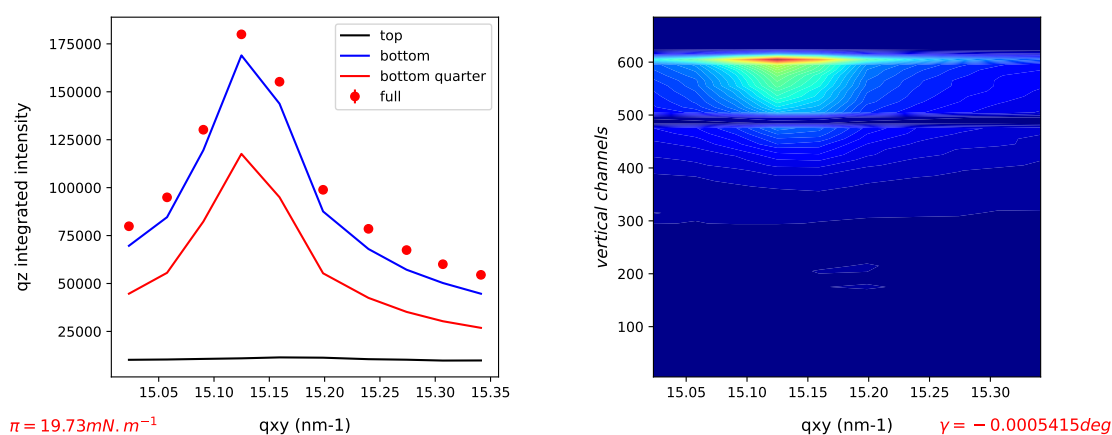 175000
150000
125000
100000
75000
50000
25000
qz integrated intensity
top
bottom
bottom quarter
full
15.05 15.10 15.15 15.20 15.25 15.30 15.35
qxy (nm-1)
π = 19.73mN.m⁻¹
600
500
400
300
200
100
vertical channels
15.05 15.10 15.15 15.20 15.25 15.30
qxy (nm-1)
γ = −0.0005415deg